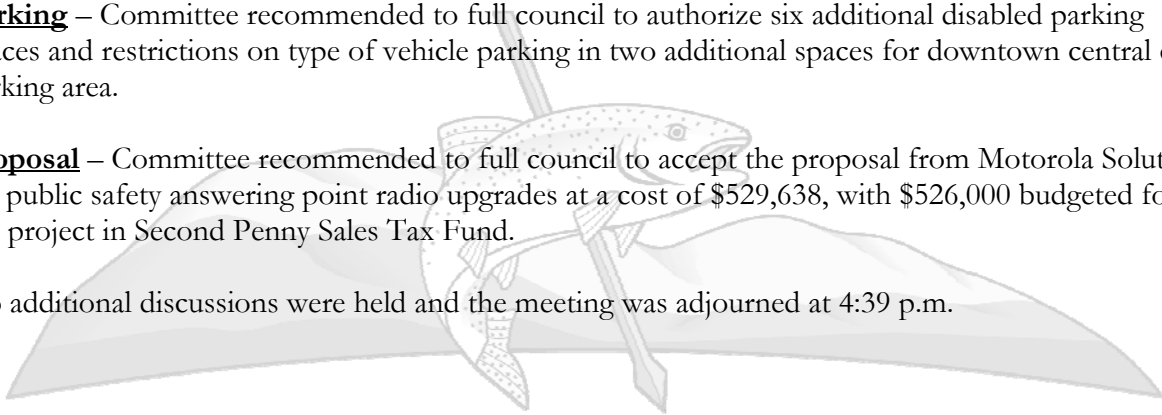 rking – Committee recommended to full council to authorize six additional disabled parking
aces and restrictions on type of vehicle parking in two additional spaces for downtown central
rking area.
oposal – Committee recommended to full council to accept the proposal from Motorola Solut
public safety answering point radio upgrades at a cost of $529,638, with $526,000 budgeted fo
project in Second Penny Sales Tax Fund.
additional discussions were held and the meeting was adjourned at 4:39 p.m.